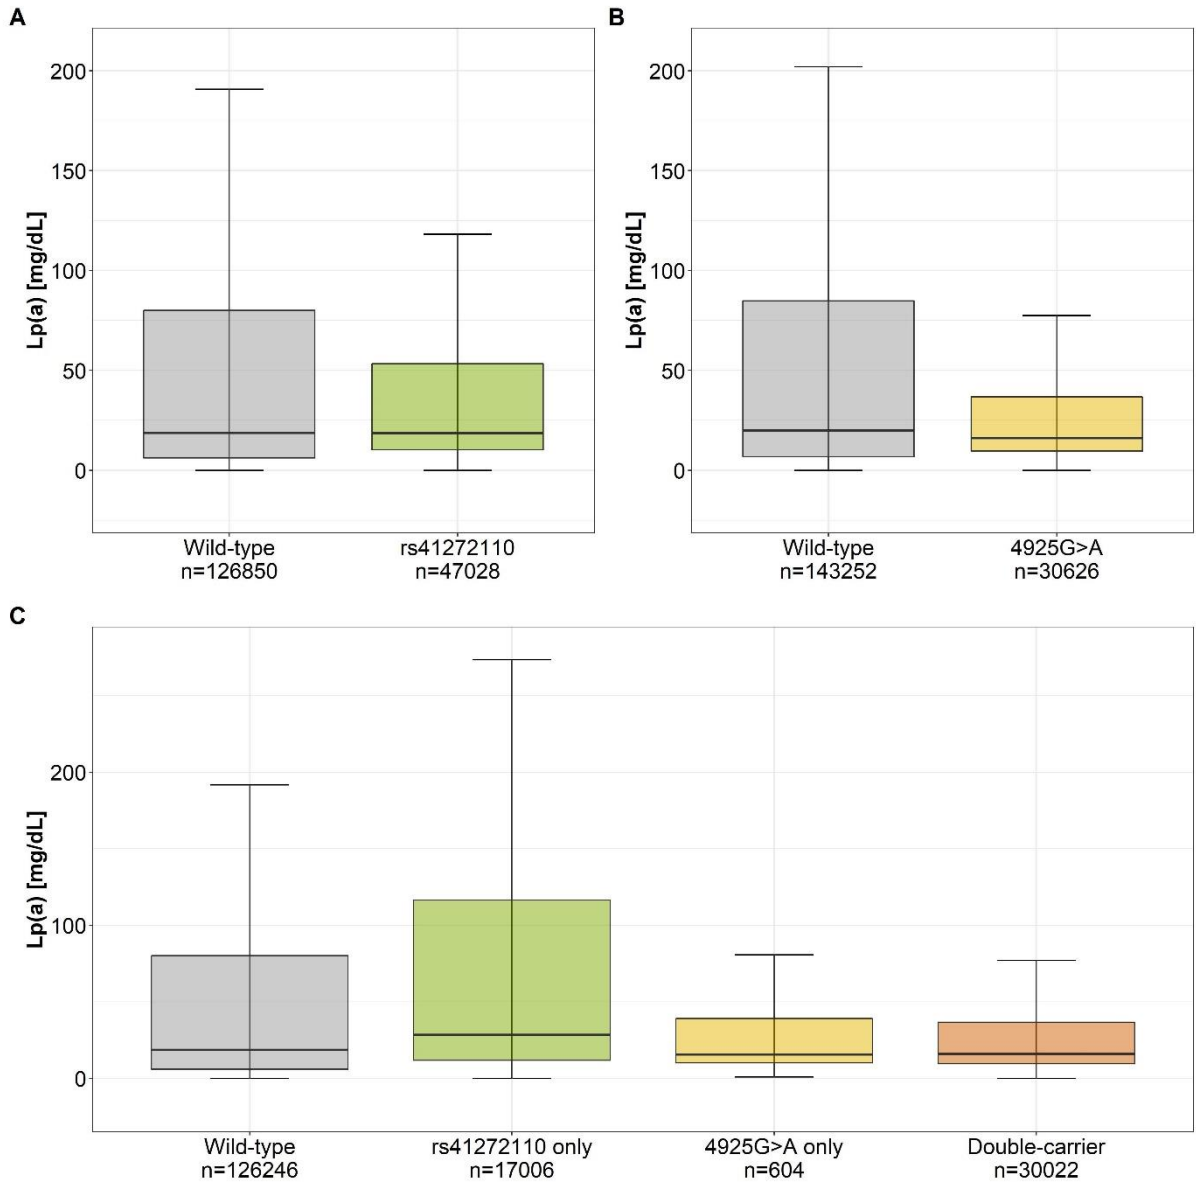 A
B
200
150
100
50
0
Lp(a) [mg/dL]
Wild-type
n=126850
rs41272110
n=47028
200
150
100
50
0
Lp(a) [mg/dL]
Wild-type
n=143252
4925G>A
n=30626
C
200
100
0
Lp(a) [mg/dL]
Wild-type
n=126246
rs41272110 only
n=17006
4925G>A only
n=604
Double-carrier
n=30022